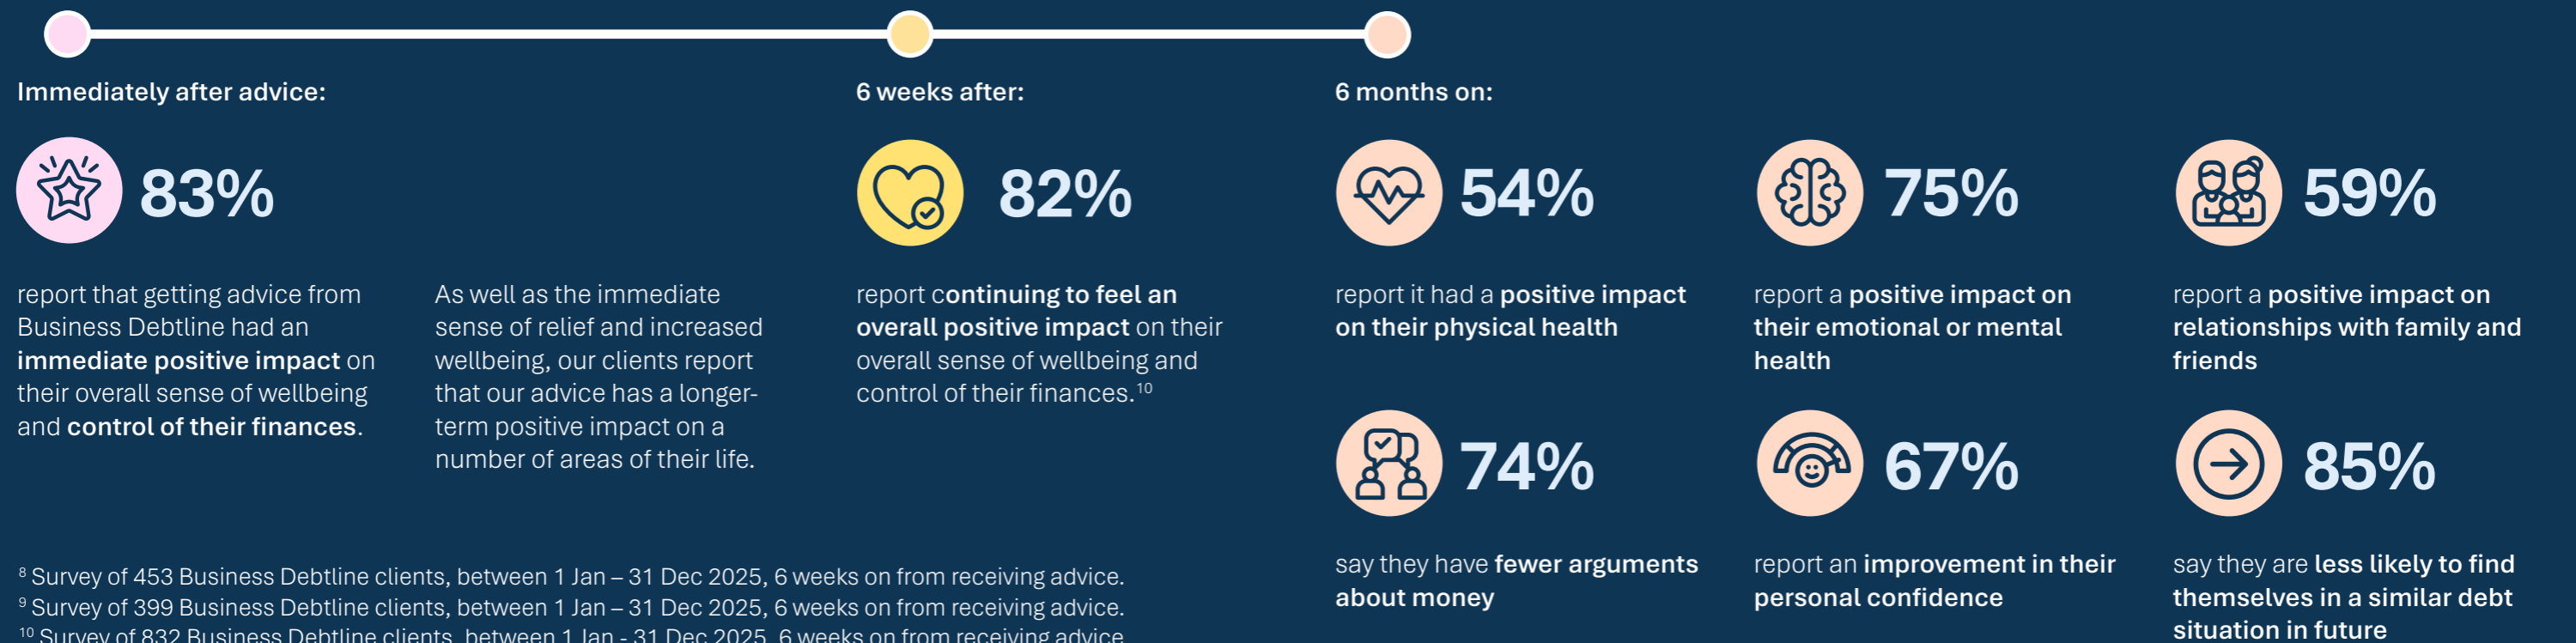 Immediately after advice:
83%
report that getting advice from
Business Debtline had an
immediate positive impact on
their overall sense of wellbeing
and control of their finances.
As well as the immediate
sense of relief and increased
wellbeing, our clients report
that our advice has a longer-
term positive impact on a
number of areas of their life.
6 weeks after:
82%
report continuing to feel an
overall positive impact on their
overall sense of wellbeing and
control of their finances.¹⁰
6 months on:
54%
report it had a positive impact
on their physical health
75%
report a positive impact on
their emotional or mental
health
59%
report a positive impact on
relationships with family and
friends
74%
say they have fewer arguments
about money
67%
report an improvement in their
personal confidence
85%
say they are less likely to find
themselves in a similar debt
situation in future
⁸ Survey of 453 Business Debtline clients, between 1 Jan – 31 Dec 2025, 6 weeks on from receiving advice.
⁹ Survey of 399 Business Debtline clients, between 1 Jan – 31 Dec 2025, 6 weeks on from receiving advice.
¹⁰ Survey of 832 Business Debtline clients, between 1 Jan - 31 Dec 2025, 6 weeks on from receiving advice